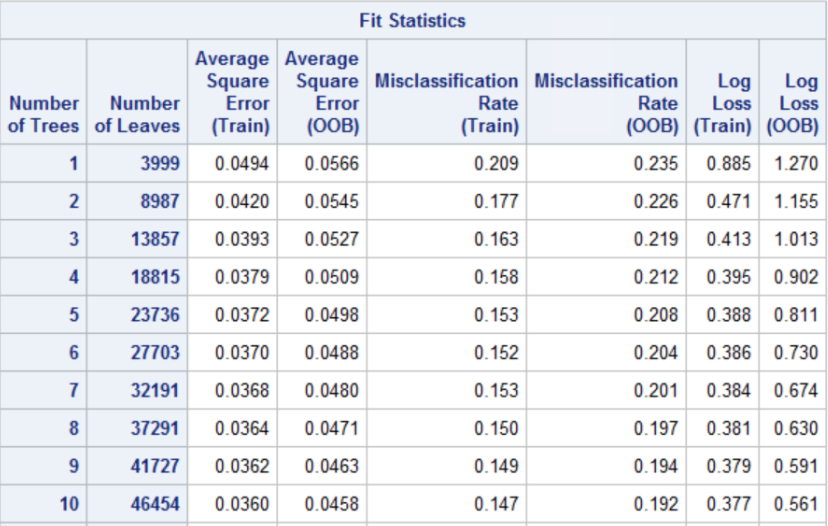 Fit Statistics
Number of Trees Number of Leaves Average Square Error (Train) Average Square Error (OOB) Misclassification Rate (Train) Misclassification Rate (OOB) Log Loss (Train) Log Loss (OOB)
1 3999 0.0494 0.0566 0.209 0.235 0.885 1.270
2 8987 0.0420 0.0545 0.177 0.226 0.471 1.155
3 13857 0.0393 0.0527 0.163 0.219 0.413 1.013
4 18815 0.0379 0.0509 0.158 0.212 0.395 0.902
5 23736 0.0372 0.0498 0.153 0.208 0.388 0.811
6 27703 0.0370 0.0488 0.152 0.204 0.386 0.730
7 32191 0.0368 0.0480 0.153 0.201 0.384 0.674
8 37291 0.0364 0.0471 0.150 0.197 0.381 0.630
9 41727 0.0362 0.0463 0.149 0.194 0.379 0.591
10 46454 0.0360 0.0458 0.147 0.192 0.377 0.561